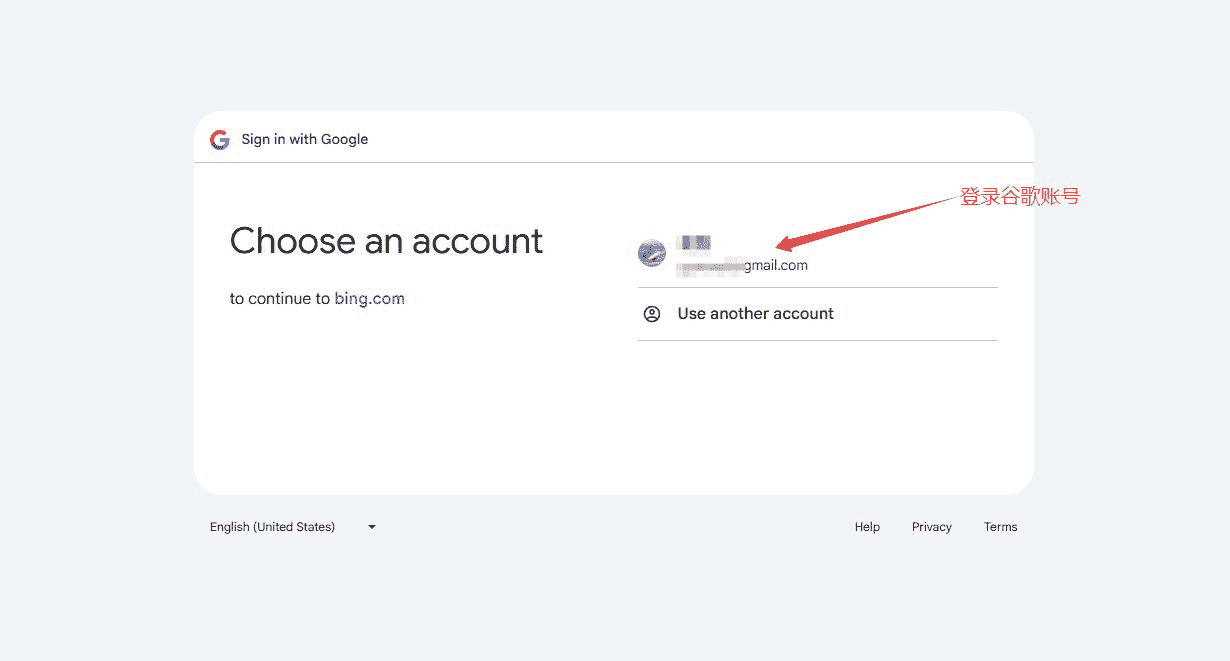 Sign in with Google
登录谷歌账号
Choose an account
to continue to bing.com
gmail.com
Use another account
English (United States)
Help Privacy Terms